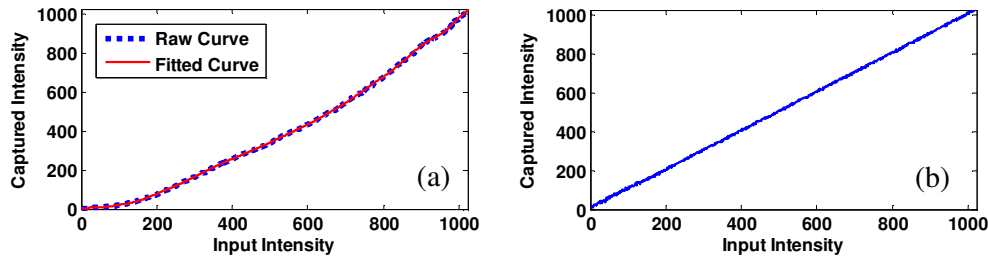 1000
800
600
400
200
0
Captured Intensity
Raw Curve
Fitted Curve
(a)
0 200 400 600 800 1000
Input Intensity
1000
800
600
400
200
0
Captured Intensity
(b)
0 200 400 600 800 1000
Input Intensity